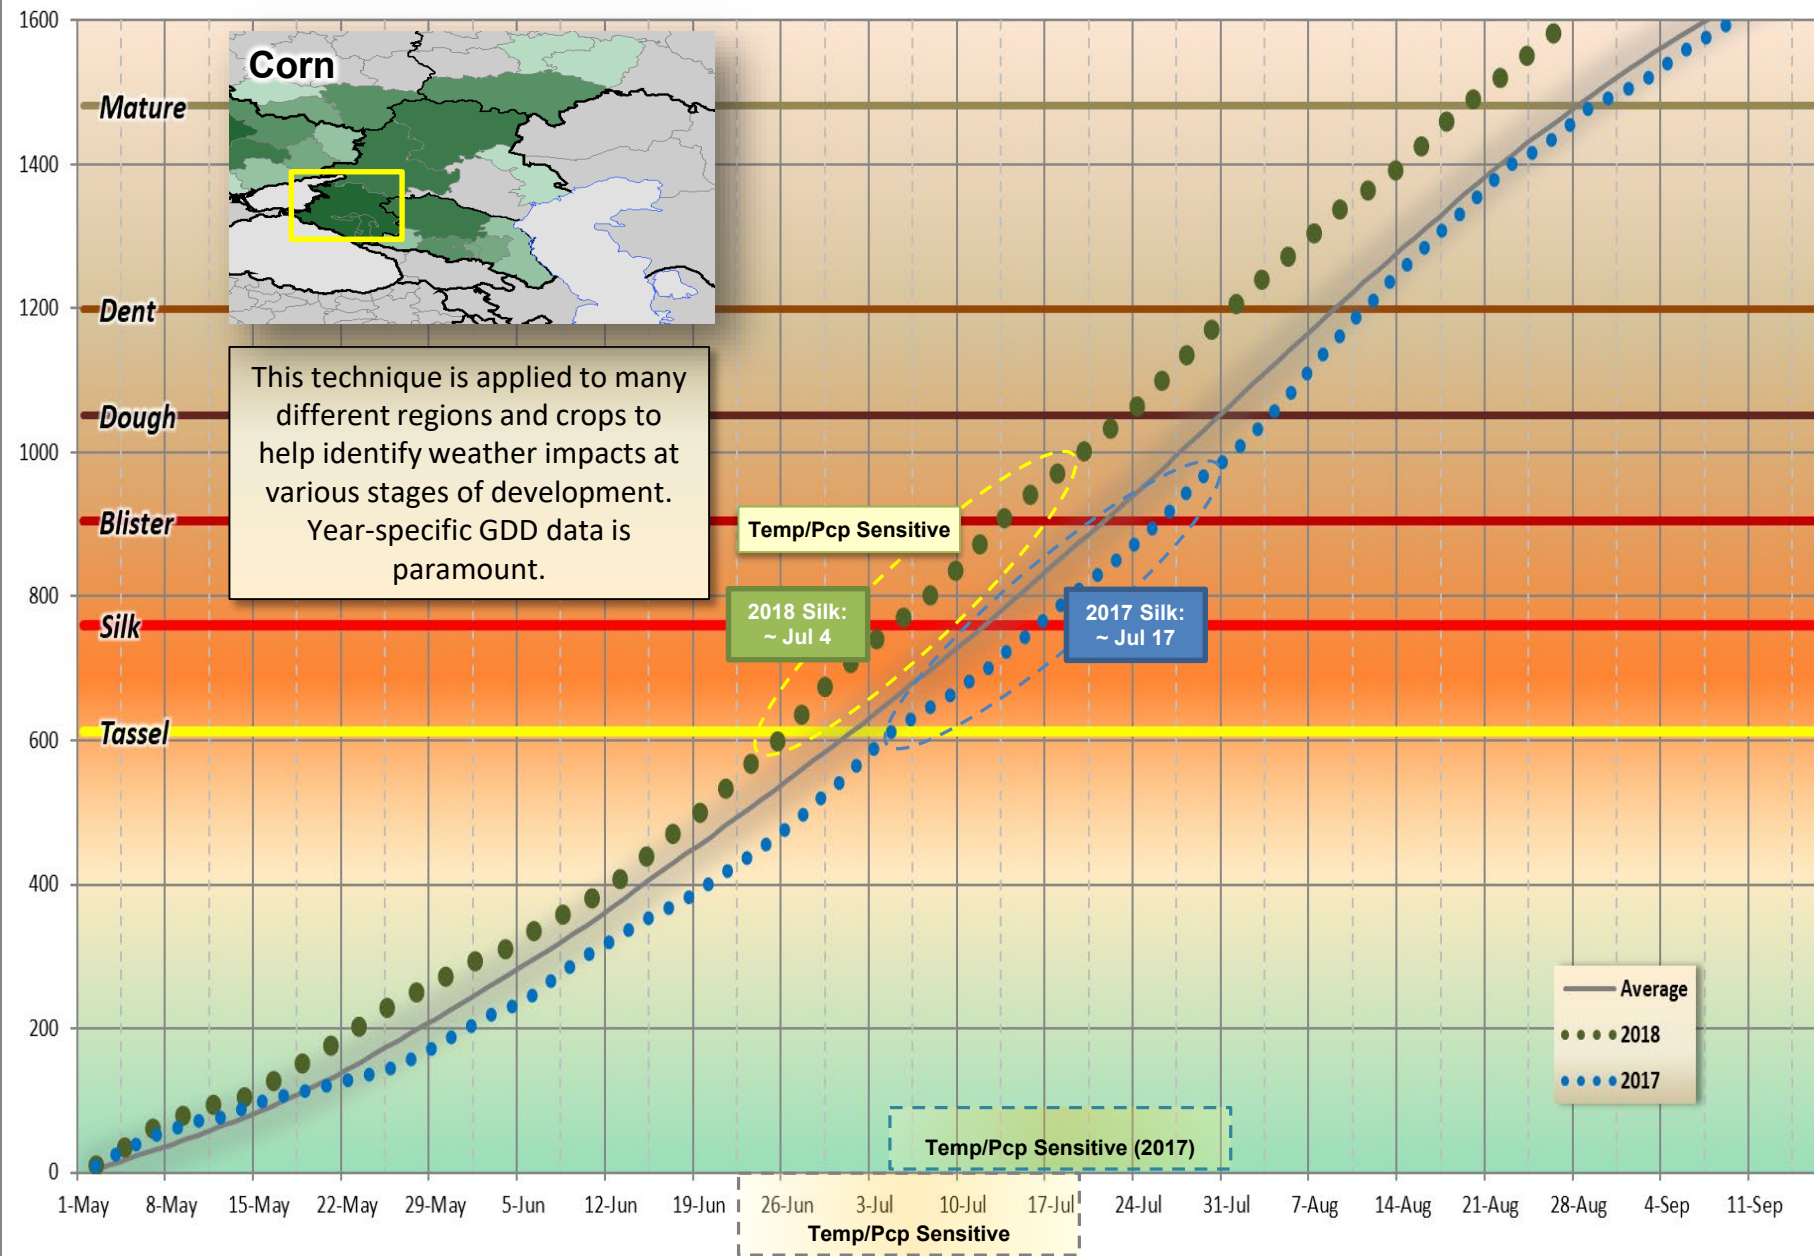 1600
1400
1200
1000
800
600
400
200
0
Corn
Mature
Dent
Dough
Blister
Silk
Tassel
This technique is applied to many
different regions and crops to
help identify weather impacts at
various stages of development.
Year-specific GDD data is
paramount.
Temp/Pcp Sensitive
2018 Silk:
~ Jul 4
2017 Silk:
~ Jul 17
Average
2018
2017
Temp/Pcp Sensitive (2017)
1-May 8-May 15-May 22-May 29-May 5-Jun 12-Jun 19-Jun 26-Jun 3-Jul 10-Jul 17-Jul 24-Jul 31-Jul 7-Aug 14-Aug 21-Aug 28-Aug 4-Sep 11-Sep
Temp/Pcp Sensitive